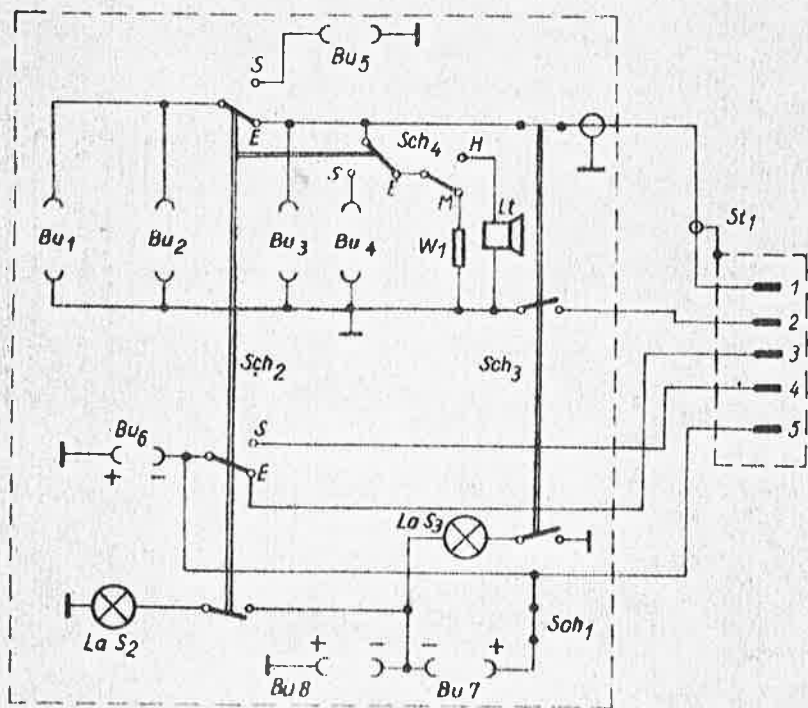 S
Bu5
E
Sch4
H
S
E
M
Lt
St1
Bu1
Bu2
Bu3
Bu4
W1
1
2
3
4
5
Sch2
Sch3
Bu6
+ -
S
E
La S3
La S2
Sch1
+ - - +
Bu8
Bu7